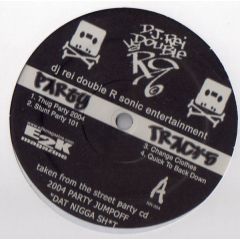 D.J. Rei
Double
R
dj rei double R sonic entertainment
PARTY
TRACKS
1. Thug Party 2004
2. Stunt Party 101
3. Change Clothes
4. Quick To Back Down
magazine
A
taken from the street party cd
2004 PARTY JUMPOFF
"DAT NIGGA SH*T